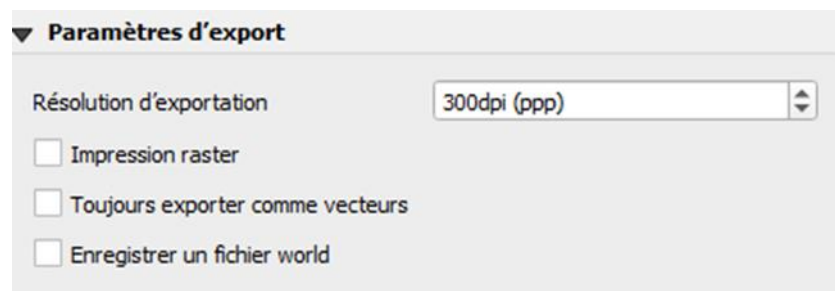 Paramètres d'export
Résolution d'exportation 300dpi (ppp)
Impression raster
Toujours exporter comme vecteurs
Enregistrer un fichier world